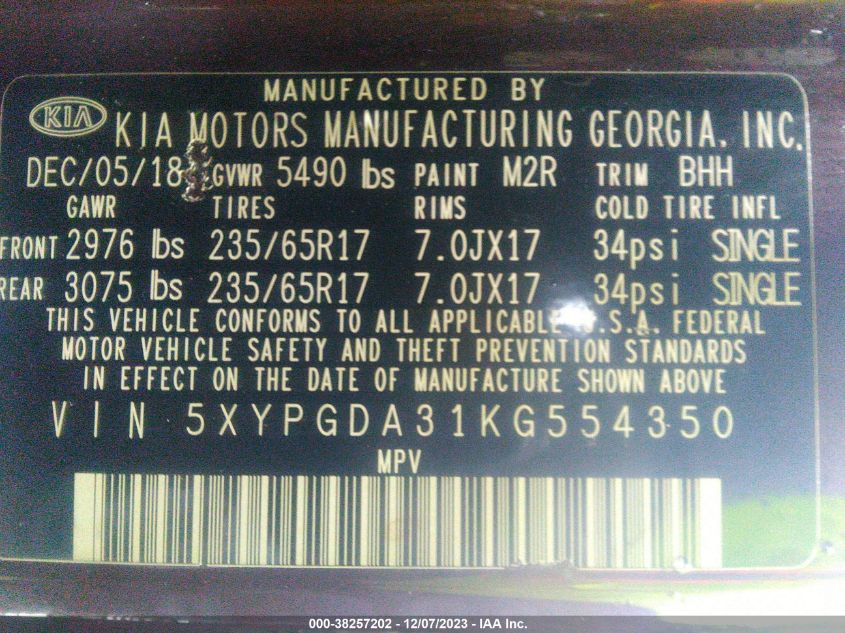 MANUFACTURED BY
KIA KIA MOTORS MANUFACTURING GEORGIA, INC.
DEC/05/18 GVWR 5490 lbs PAINT M2R TRIM BHH
GAWR TIRES RIMS COLD TIRE INFL
FRONT 2976 lbs 235/65R17 7.0JX17 34psi SINGLE
REAR 3075 lbs 235/65R17 7.0JX17 34psi SINGLE
THIS VEHICLE CONFORMS TO ALL APPLICABLE U.S.A. FEDERAL
MOTOR VEHICLE SAFETY AND THEFT PREVENTION STANDARDS
IN EFFECT ON THE DATE OF MANUFACTURE SHOWN ABOVE
VIN 5XYPGDA31KG554350
MPV
000-38257202 - 12/07/2023 - IAA Inc.